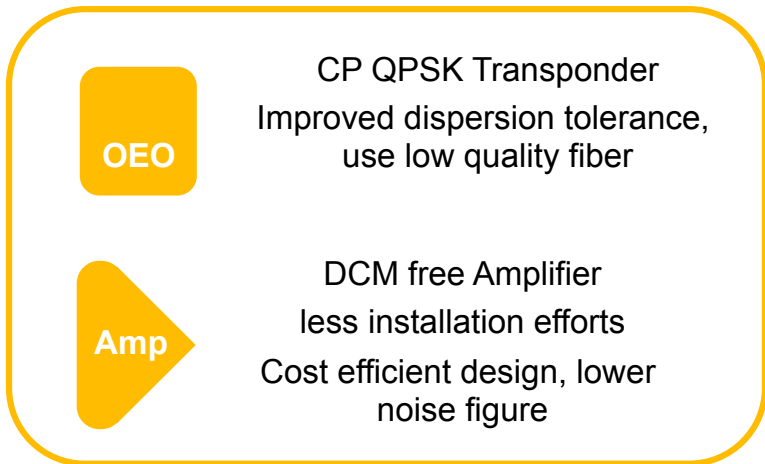 CP QPSK Transponder
Improved dispersion tolerance,
use low quality fiber
OEO
DCM free Amplifier
less installation efforts
Amp
Cost efficient design, lower
noise figure